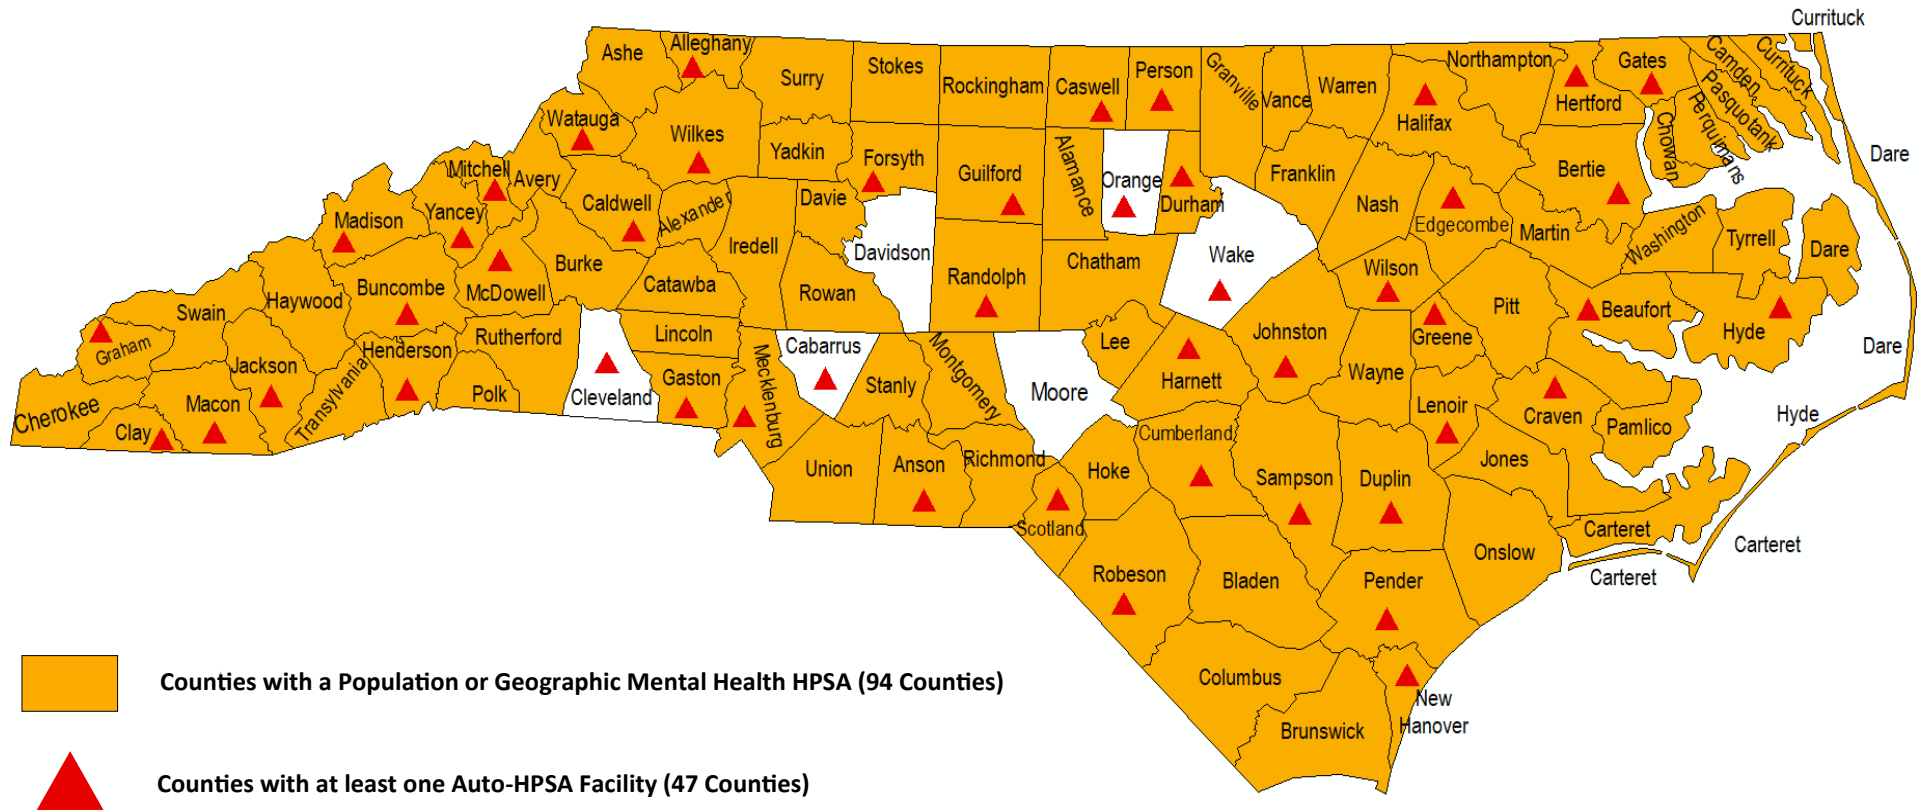 Currituck
Ashe
Alleghany
Surry
Stokes
Rockingham
Caswell
Person
Granville
Vance
Warren
Northampton
Hertford
Gates
Camden
Currituck
Pasquotank
Perquimans
Chowan
Halifax
Watauga
Wilkes
Yadkin
Forsyth
Guilford
Alamance
Orange
Durham
Franklin
Nash
Edgecombe
Bertie
Martin
Washington
Tyrrell
Dare
Dare
Mitchell
Avery
Caldwell
Alexander
Davie
Iredell
Davidson
Madison
Yancey
Burke
McDowell
Buncombe
Haywood
Swain
Graham
Catawba
Rowan
Randolph
Chatham
Wake
Wilson
Pitt
Greene
Beaufort
Hyde
Dare
Johnston
Wayne
Lee
Harnett
Rutherford
Lincoln
Cabarrus
Henderson
Jackson
Transylvania
Polk
Cleveland
Gaston
Mecklenburg
Stanly
Montgomery
Moore
Lenoir
Craven
Pamlico
Hyde
Cherokee
Clay
Macon
Union
Anson
Richmond
Hoke
Cumberland
Sampson
Duplin
Jones
Scotland
Onslow
Carteret
Carteret
Carteret
Robeson
Bladen
Pender
Columbus
Brunswick
New
Hanover
Counties with a Population or Geographic Mental Health HPSA (94 Counties)
Counties with at least one Auto-HPSA Facility (47 Counties)